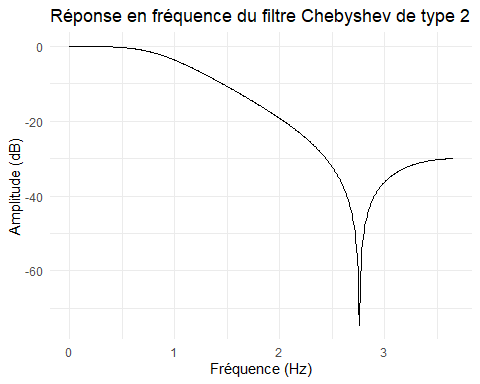 Réponse en fréquence du filtre Chebyshev de type 2
0
-20
-40
-60
Amplitude (dB)
0 1 2 3
Fréquence (Hz)